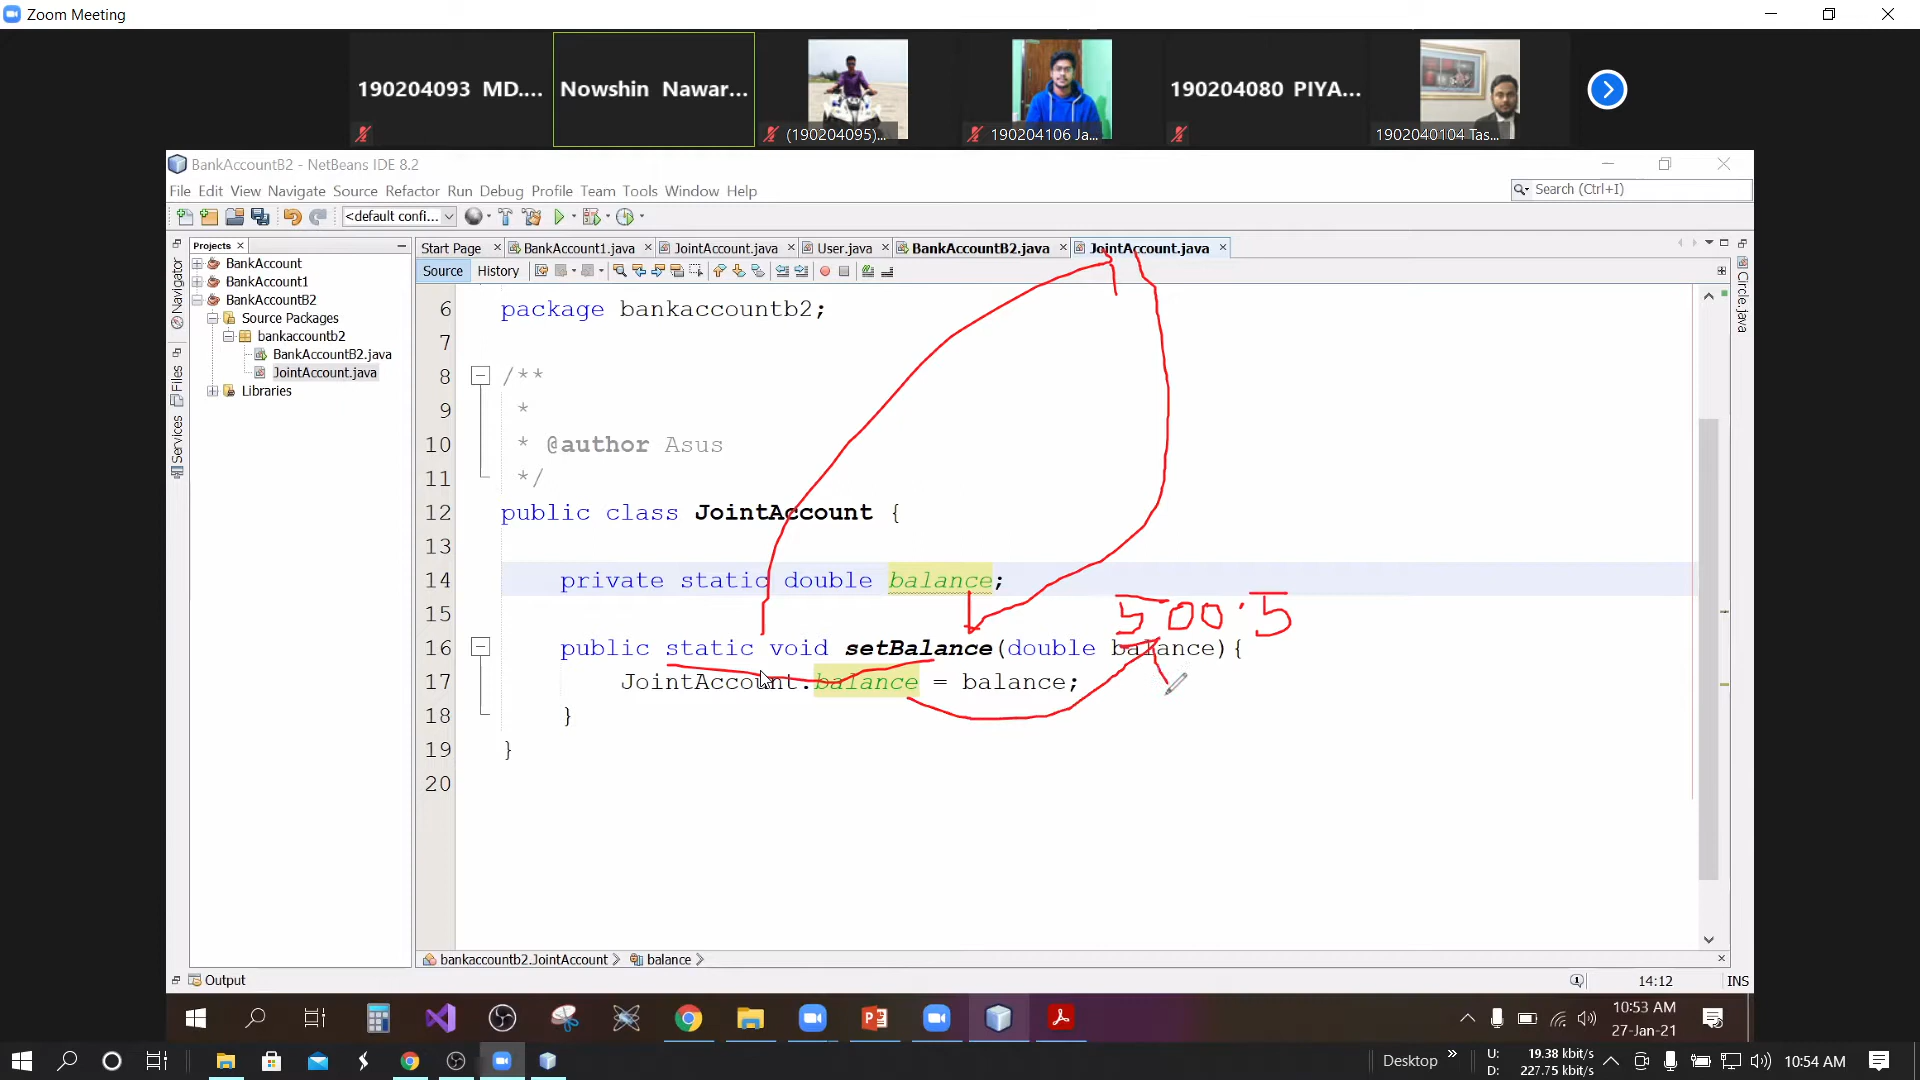 Zoom Meeting
190204093 MD....
Nowshin Nawar...
(190204095)...
190204106 Ja...
190204080 PIYA...
1902040104 Tas...
BankAccountB2 - NetBeans IDE 8.2
File Edit View Navigate Source Refactor Run Debug Profile Team Tools Window Help
Search (Ctrl+I)
<default confi...
Projects
Start Page
BankAccount1.java
JointAccount.java
User.java
BankAccountB2.java
JointAccount.java
Source History
Navigator
Files
Services
Circle.java
BankAccount
BankAccount1
BankAccountB2
Source Packages
bankaccountb2
BankAccountB2.java
JointAccount.java
Libraries
6 package bankaccountb2;
7
8 /**
9 *
10 * @author Asus
11 */
12 public class JointAccount {
13
14 private static double balance;
15
500.5
16 public static void setBalance(double balance){
17 JointAccount.balance = balance;
18 }
19 }
20
bankaccountb2.JointAccount
balance
Output
14:12
INS
10:53 AM
27-Jan-21
Desktop
U: 19.38 kbit/s
D: 227.75 kbit/s
10:54 AM